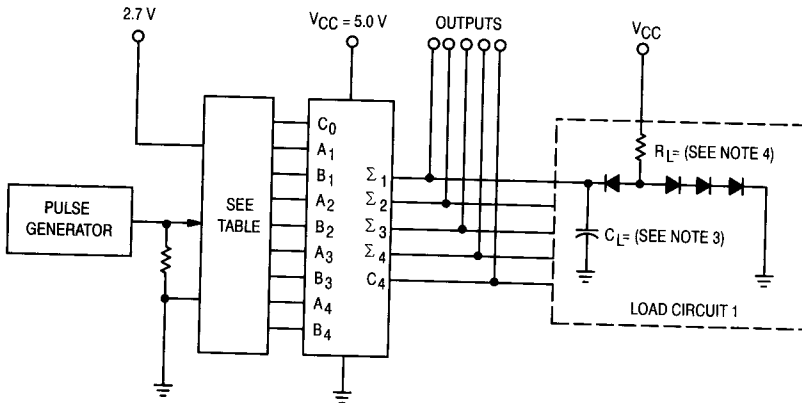 2.7 V
VCC = 5.0 V
OUTPUTS
VCC
PULSE
GENERATOR
SEE
TABLE
C0
A1
B1
A2
B2
A3
B3
A4
B4
Σ1
Σ2
Σ3
Σ4
C4
RL= (SEE NOTE 4)
CL= (SEE NOTE 3)
LOAD CIRCUIT 1